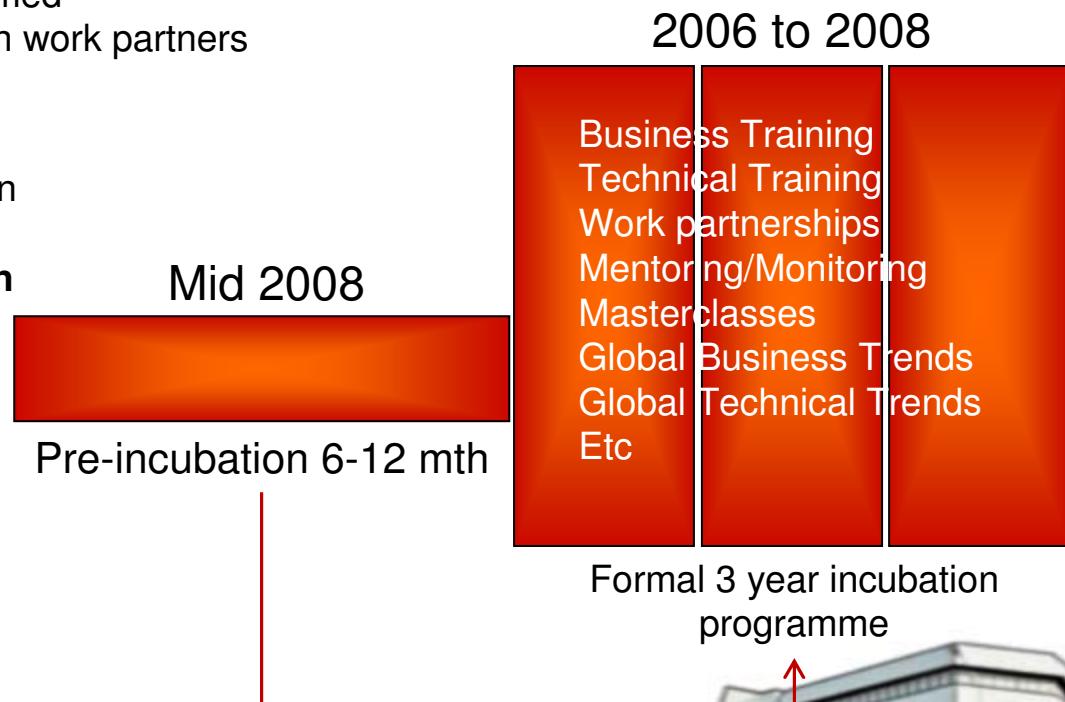 work partners
2006 to 2008
Business Training
Technical Training
Work partnerships
Mentoring/Monitoring
Masterclasses
Global Business Trends
Global Technical Trends
Etc
Mid 2008
Pre-incubation 6-12 mth
Formal 3 year incubation
programme